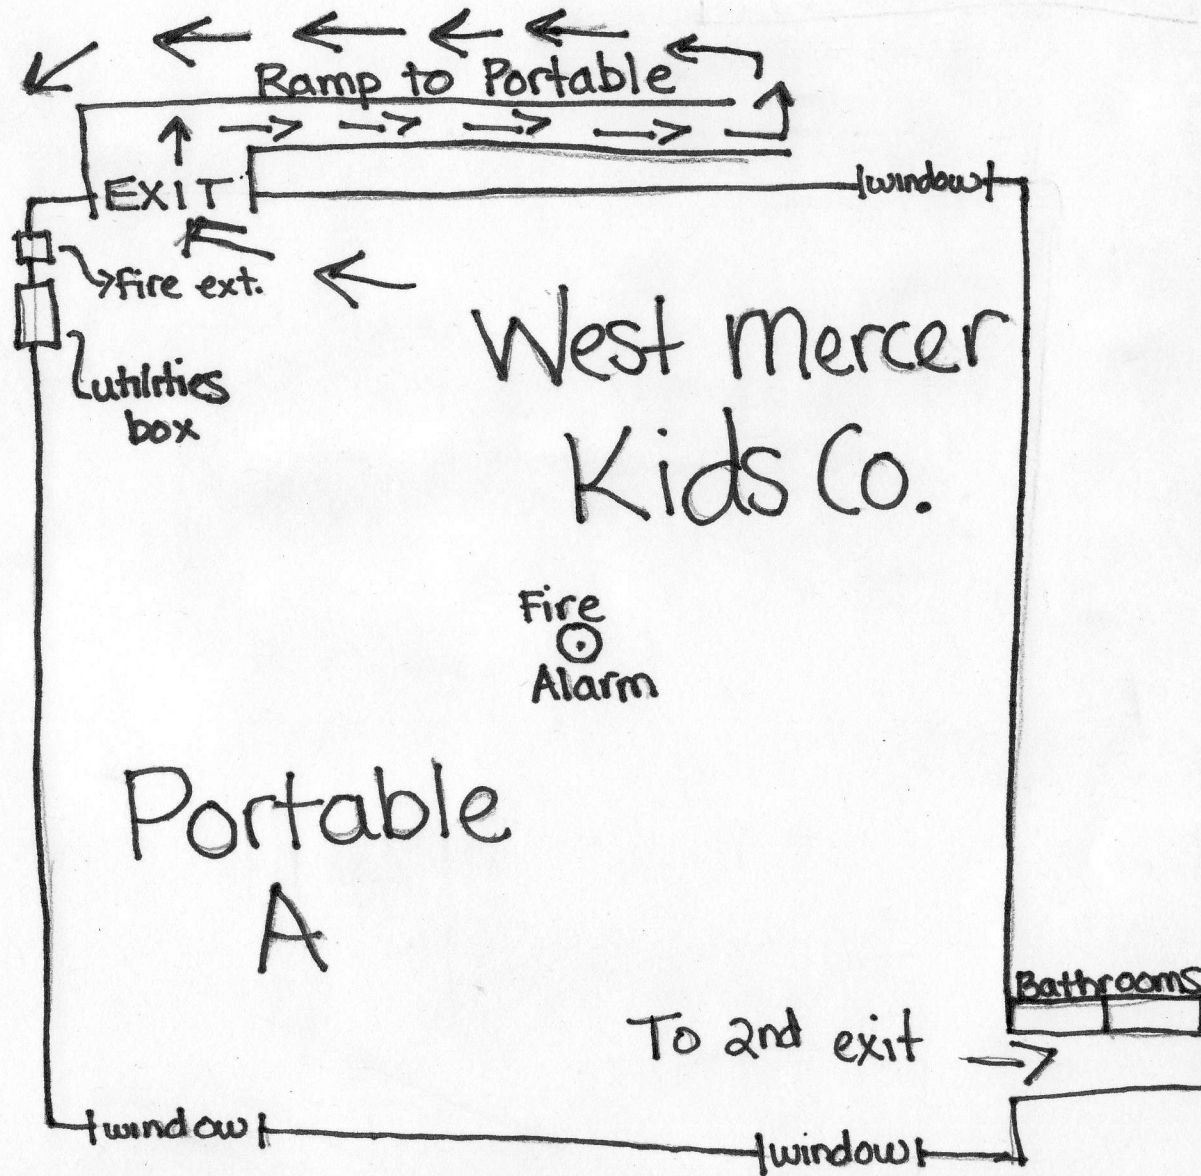 Ramp to Portable
EXIT
window
fire ext.
West Mercer
Kids Co.
utilities
box
Fire
Alarm
Portable
A
Bathrooms
To 2nd exit
window
window